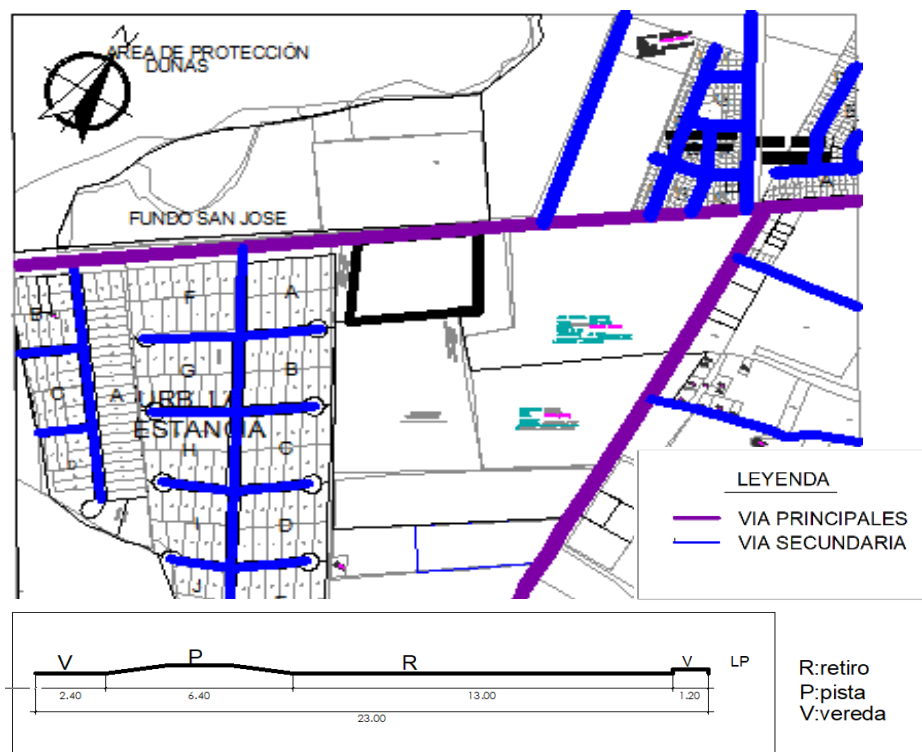 N
AREA DE PROTECCIÓN
DUÑAS
FUNDO SAN JOSE
F
A
B
G
B
C
A
URB LA
ESTANCIA
H
C
I
D
J
A
LEYENDA
VIA PRINCIPALES
VIA SECUNDARIA
V
P
R
V
LP
2.40
6.40
13.00
1.20
23.00
R:retiro
P:pista
V:vereda